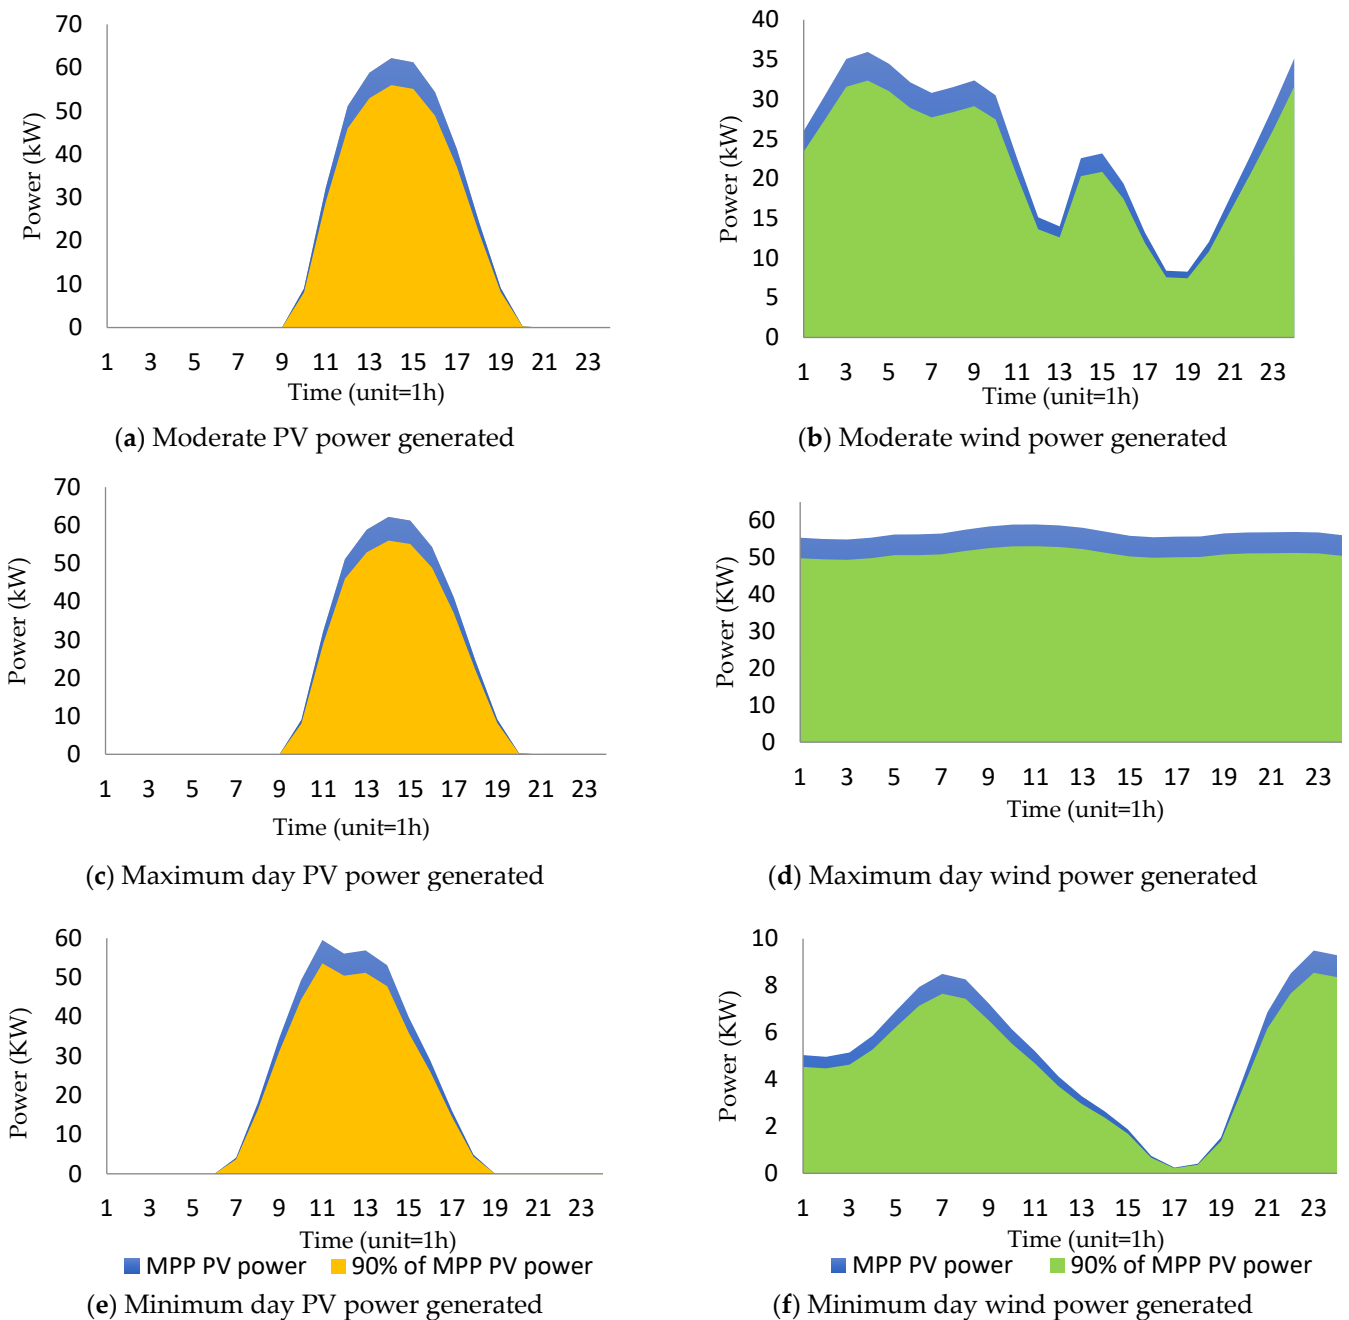 70
60
50
40
30
20
10
0
Power (kW)
1 3 5 7 9 11 13 15 17 19 21 23
Time (unit=1h)
(a) Moderate PV power generated
40
35
30
25
20
15
10
5
0
Power (kW)
1 3 5 7 9 11 13 15 17 19 21 23
Time (unit=1h)
(b) Moderate wind power generated
70
60
50
40
30
20
10
0
Power (kW)
1 3 5 7 9 11 13 15 17 19 21 23
Time (unit=1h)
(c) Maximum day PV power generated
60
50
40
30
20
10
0
Power (KW)
1 3 5 7 9 11 13 15 17 19 21 23
Time (unit=1h)
(d) Maximum day wind power generated
60
50
40
30
20
10
0
Power (KW)
1 3 5 7 9 11 13 15 17 19 21 23
Time (unit=1h)
MPP PV power 90% of MPP PV power
(e) Minimum day PV power generated
10
8
6
4
2
0
Power (KW)
1 3 5 7 9 11 13 15 17 19 21 23
Time (unit=1h)
MPP PV power 90% of MPP PV power
(f) Minimum day wind power generated